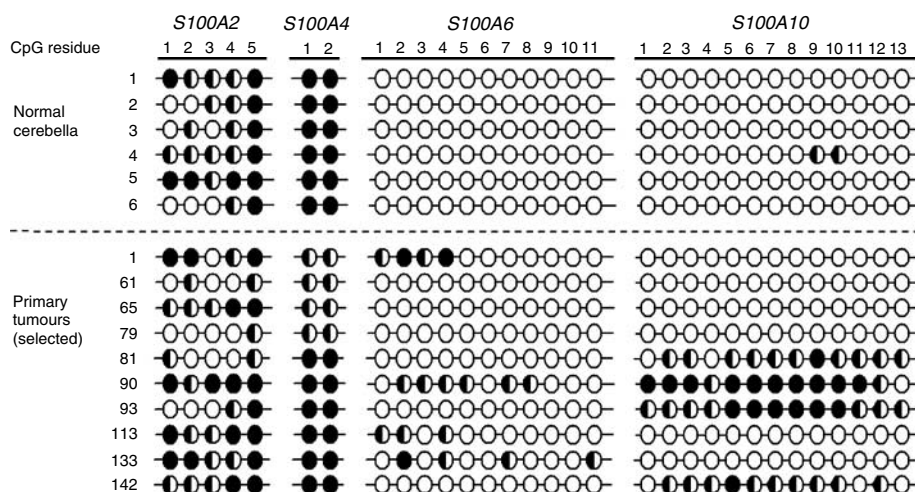 S100A2 S100A4 S100A6 S100A10
CpG residue 1 2 3 4 5 1 2 1 2 3 4 5 6 7 8 9 10 11 1 2 3 4 5 6 7 8 9 10 11 12 13
1
2
Normal
cerebella
3
4
5
6
1
61
Primary
tumours
(selected)
65
79
81
90
93
113
133
142